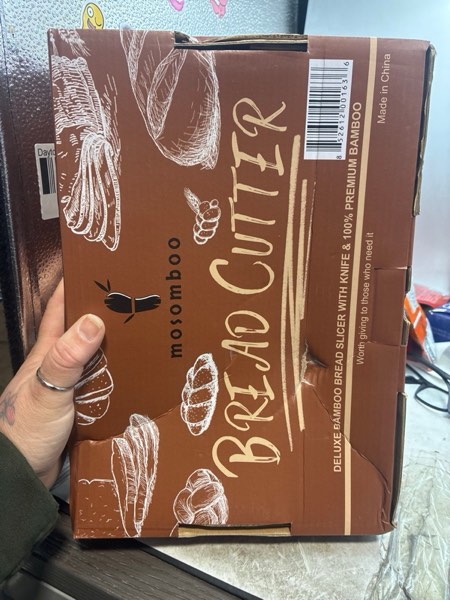 mosomboo
BREAD CUTTER
DELUXE BAMBOO BREAD SLICER WITH KNIFE & 100% PREMIUM BAMBOO
Worth giving to those who need it
Made in China